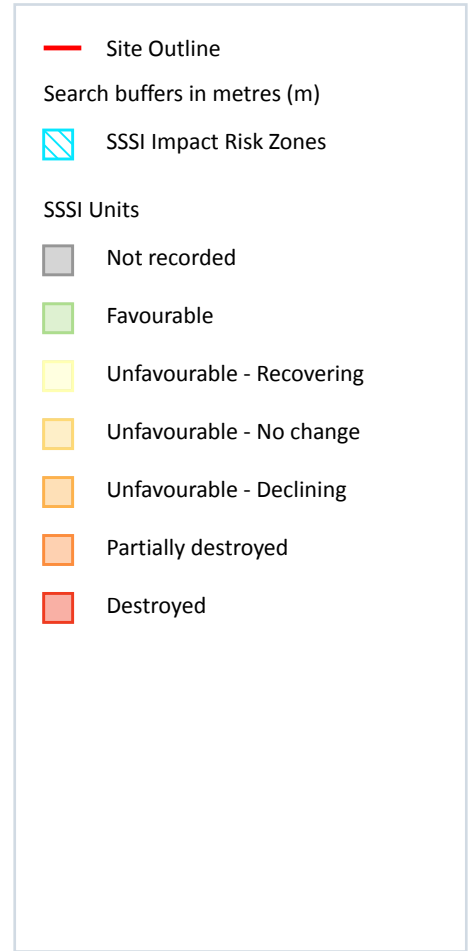 Site Outline
Search buffers in metres (m)
SSSI Impact Risk Zones
SSSI Units
Not recorded
Favourable
Unfavourable - Recovering
Unfavourable - No change
Unfavourable - Declining
Partially destroyed
Destroyed